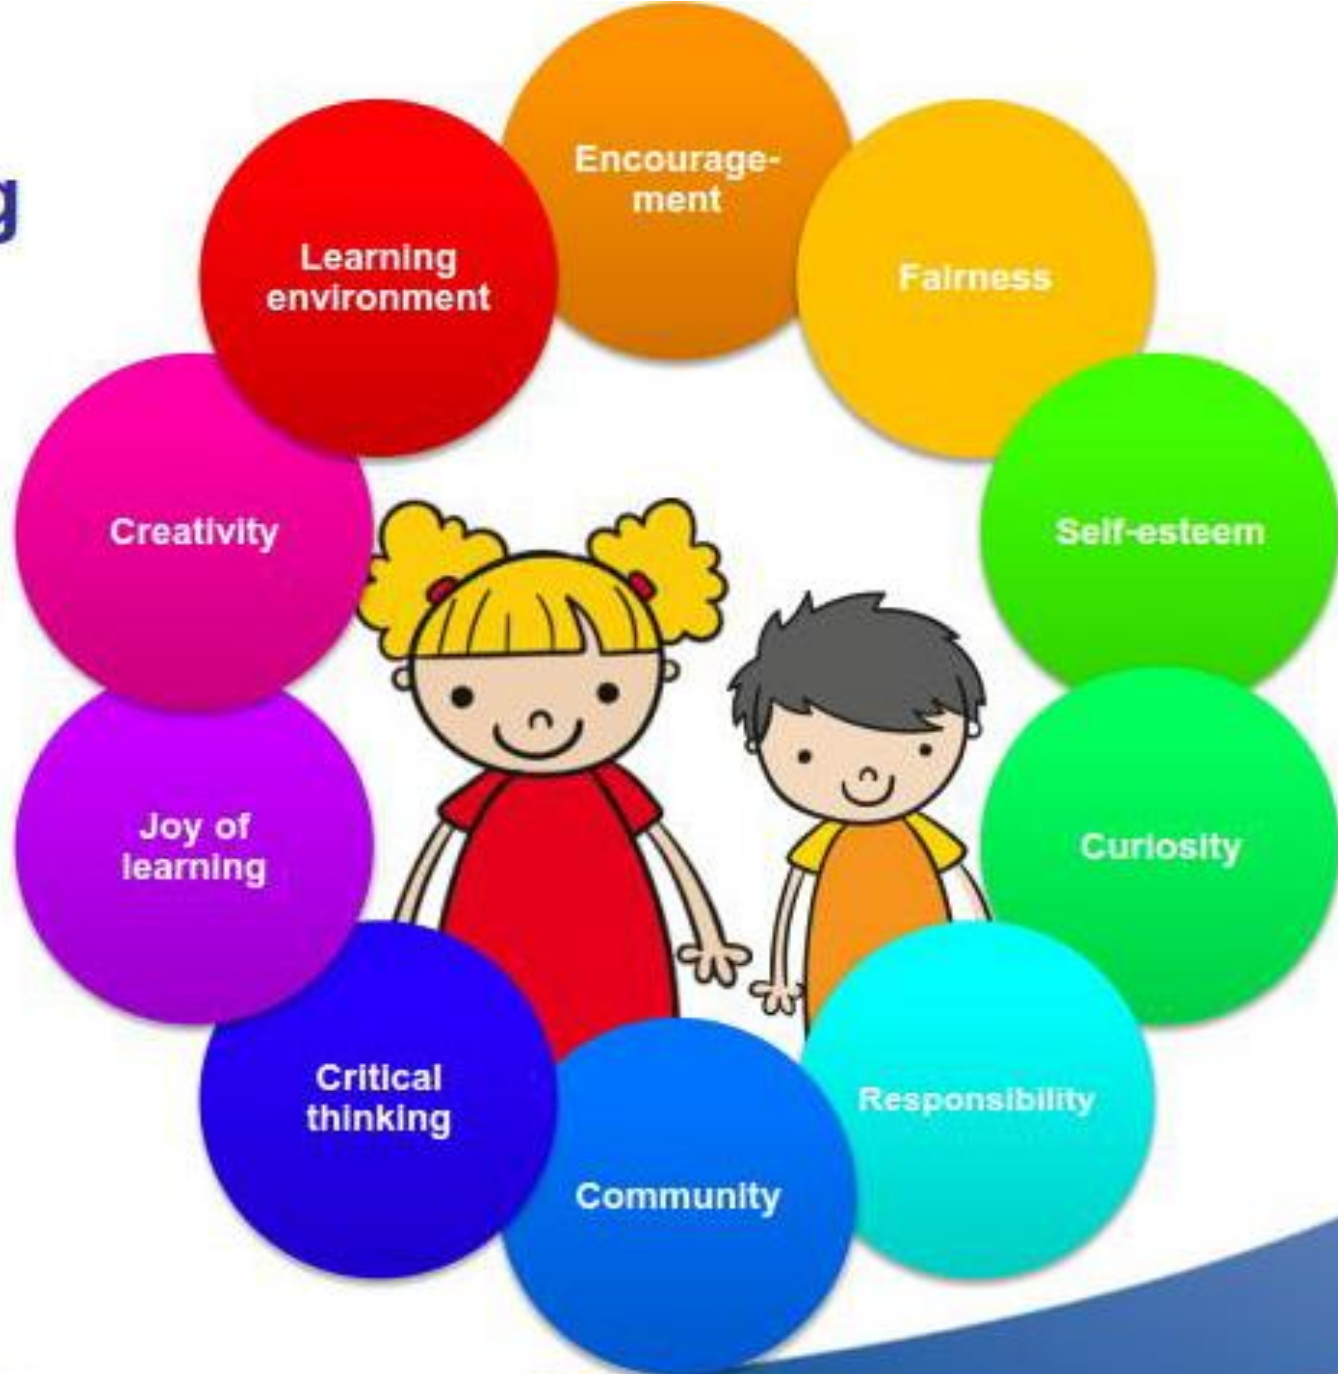 g
Encourage-
ment
Fairness
Self-esteem
Curiosity
Responsibility
Community
Critical
thinking
Joy of
learning
Creativity
Learning
environment